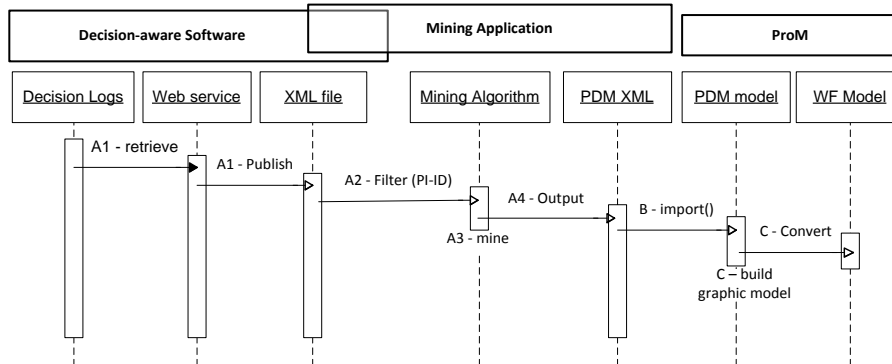 Decision-aware Software
Mining Application
ProM
Decision Logs
Web service
XML file
Mining Algorithm
PDM XML
PDM model
WF Model
A1 - retrieve
A1 - Publish
A2 - Filter (PI-ID)
A4 - Output
B - import()
C - Convert
A3 - mine
C – build
graphic model